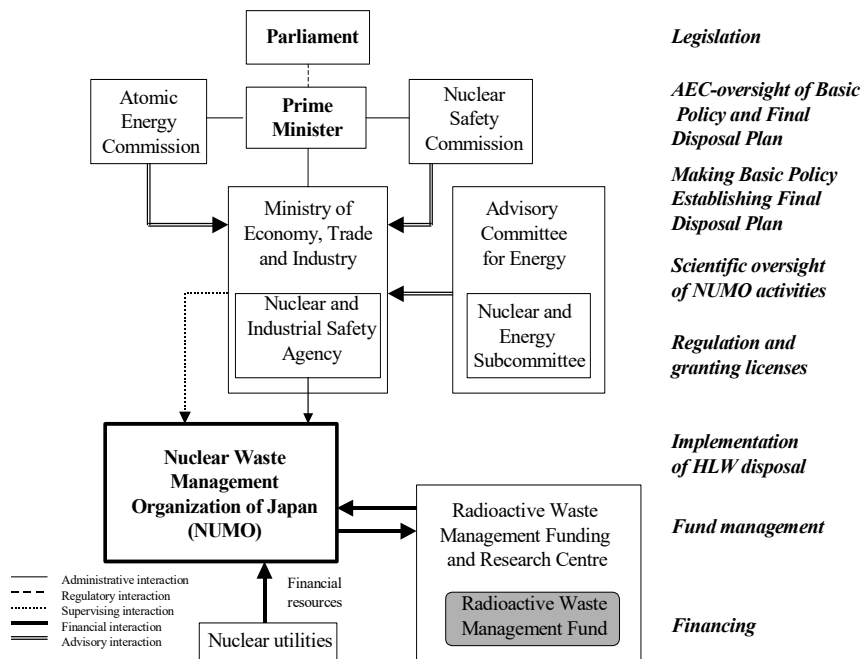 Parliament
Legislation
Atomic
Energy
Commission
Prime
Minister
Nuclear
Safety
Commission
AEC-oversight of Basic
Policy and Final
Disposal Plan
Making Basic Policy
Establishing Final
Disposal Plan
Ministry of
Economy, Trade
and Industry
Advisory
Committee
for Energy
Scientific oversight
of NUMO activities
Nuclear and
Industrial Safety
Agency
Nuclear and
Energy
Subcommittee
Regulation and
granting licenses
Nuclear Waste
Management
Organization of Japan
(NUMO)
Implementation
of HLW disposal
Radioactive Waste
Management Funding
and Research Centre
Fund management
Administrative interaction
Regulatory interaction
Supervising interaction
Financial interaction
Advisory interaction
Financial
resources
Nuclear utilities
Radioactive Waste
Management Fund
Financing